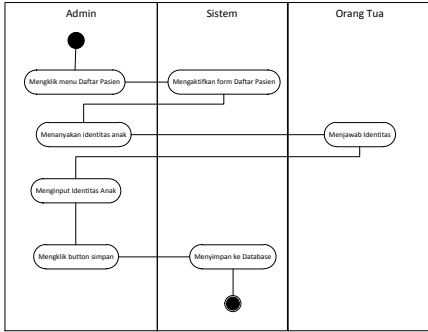 Admin
Sistem
Orang Tua
Mengklik menu Daftar Pasien
Mengaktifkan form Daftar Pasien
Menanyakan identitas anak
Menjawab Identitas
Menginput Identitas Anak
Mengklik button simpan
Menyimpan ke Database